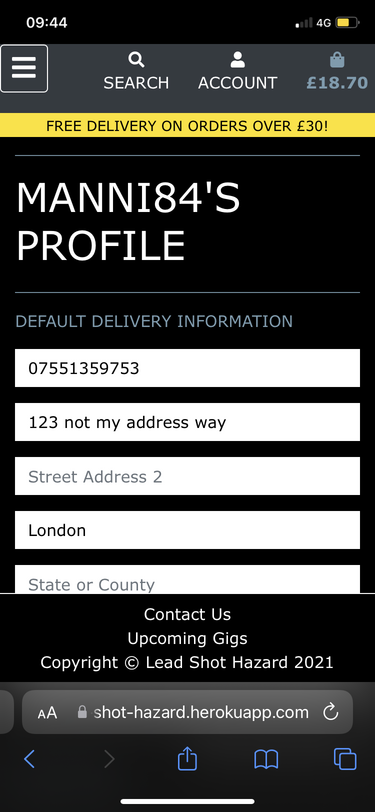 09:44
4G
SEARCH
ACCOUNT
£18.70
FREE DELIVERY ON ORDERS OVER £30!
MANNI84'S
PROFILE
DEFAULT DELIVERY INFORMATION
07551359753
123 not my address way
Street Address 2
London
State or County
Contact Us
Upcoming Gigs
Copyright © Lead Shot Hazard 2021
AA
shot-hazard.herokuapp.com